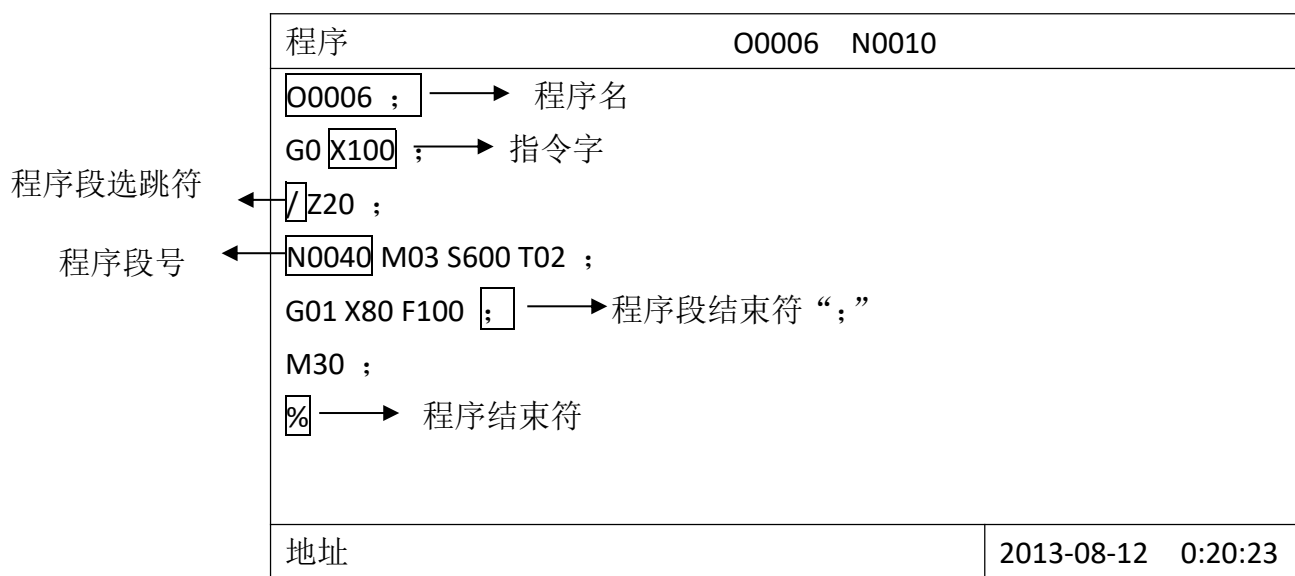 程序 O0006 N0010
O0006 ; 程序名
G0 X100 ; 指令字
程序段选跳符 / Z20 ;
程序段号 N0040 M03 S600 T02 ;
G01 X80 F100 ; 程序段结束符“;”
M30 ;
% 程序结束符
地址 2013-08-12 0:20:23